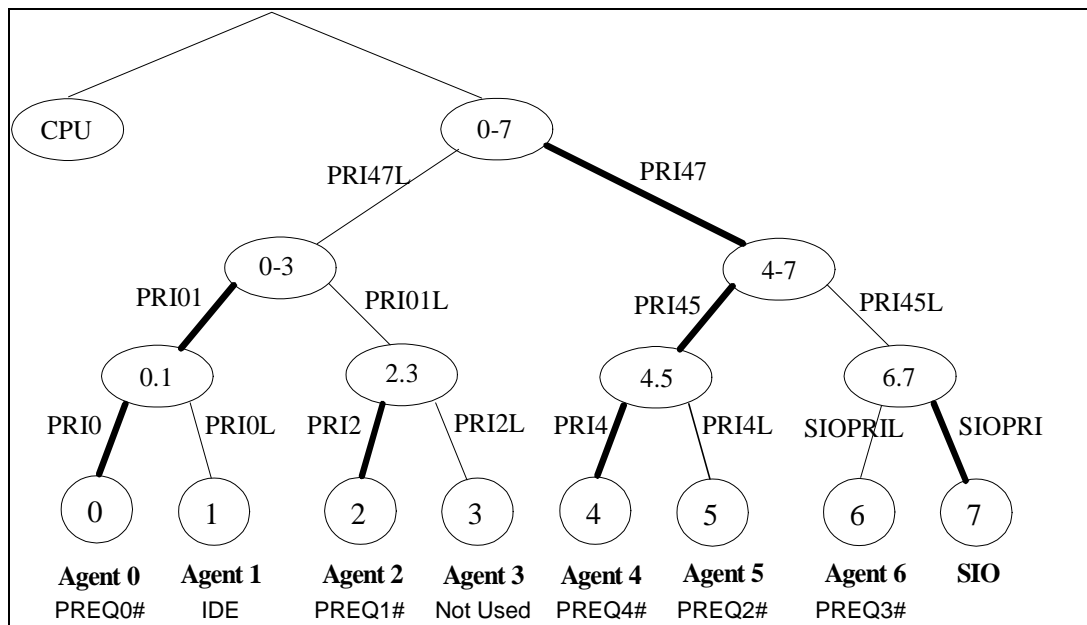 CPU
0-7
PRI47L
PRI47
0-3
4-7
PRI01
PRI01L
PRI45
PRI45L
0.1
2.3
4.5
6.7
PRI0
PRI0L
PRI2
PRI2L
PRI4
PRI4L
SIOPRIL
SIOPRI
0 1 2 3 4 5 6 7
Agent 0 Agent 1 Agent 2 Agent 3 Agent 4 Agent 5 Agent 6 SIO
PREQ0# IDE PREQ1# Not Used PREQ4# PREQ2# PREQ3#